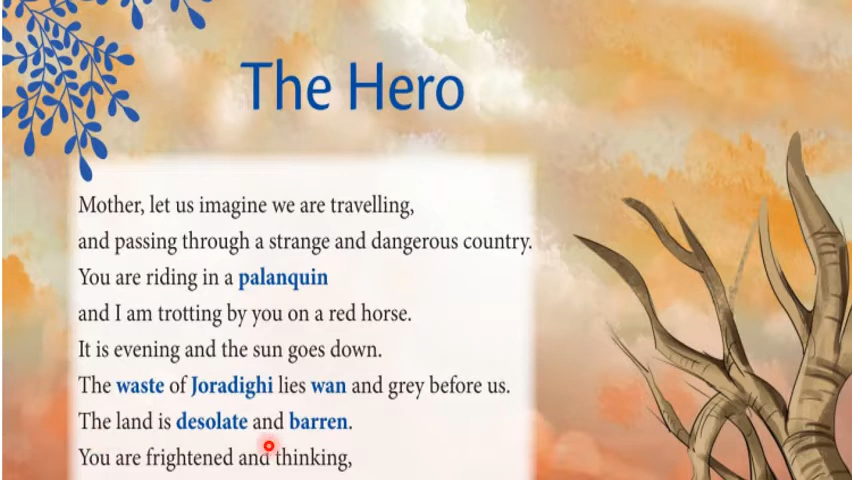 The Hero
Mother, let us imagine we are travelling,
and passing through a strange and dangerous country.
You are riding in a palanquin
and I am trotting by you on a red horse.
It is evening and the sun goes down.
The waste of Joradighi lies wan and grey before us.
The land is desolate and barren.
You are frightened and thinking,